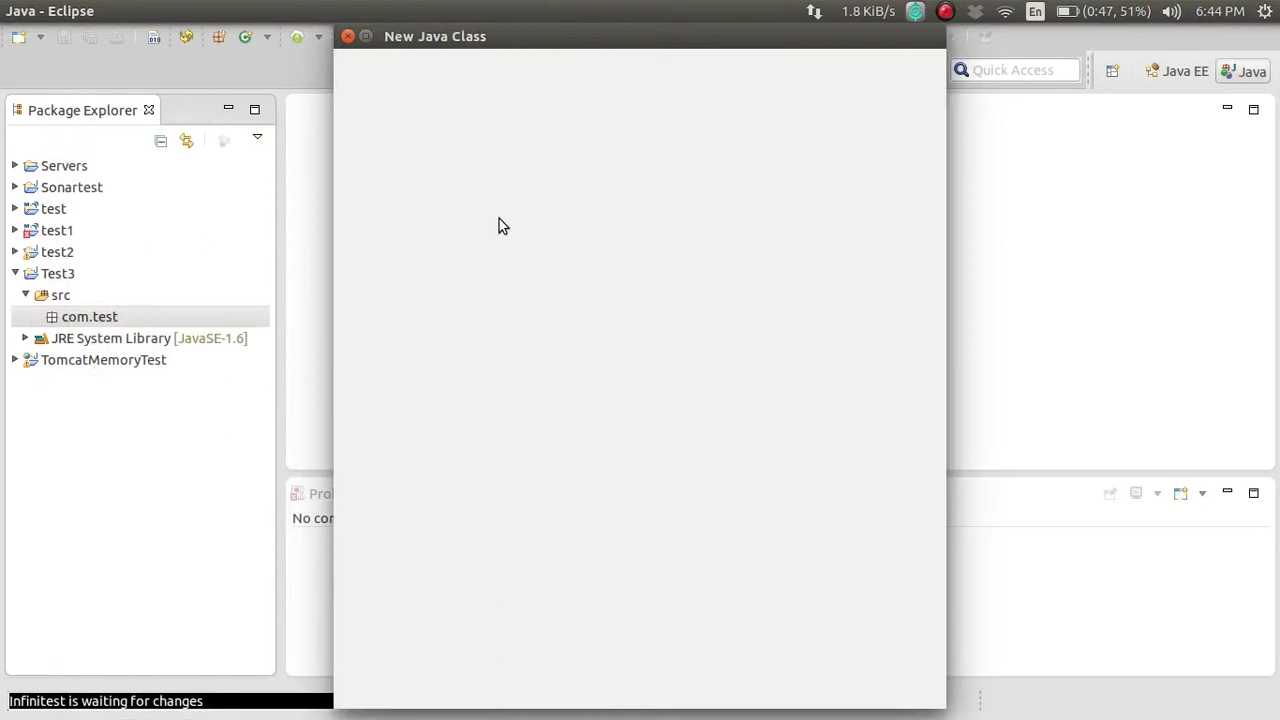 Java - Eclipse
1.8 KiB/s
En
(0:47, 51%)
6:44 PM
New Java Class
010
Quick Access
Java EE
Java
Package Explorer
Servers
Sonartest
test
test1
test2
Test3
src
com.test
JRE System Library [JavaSE-1.6]
TomcatMemoryTest
No con
Infinitest is waiting for changes